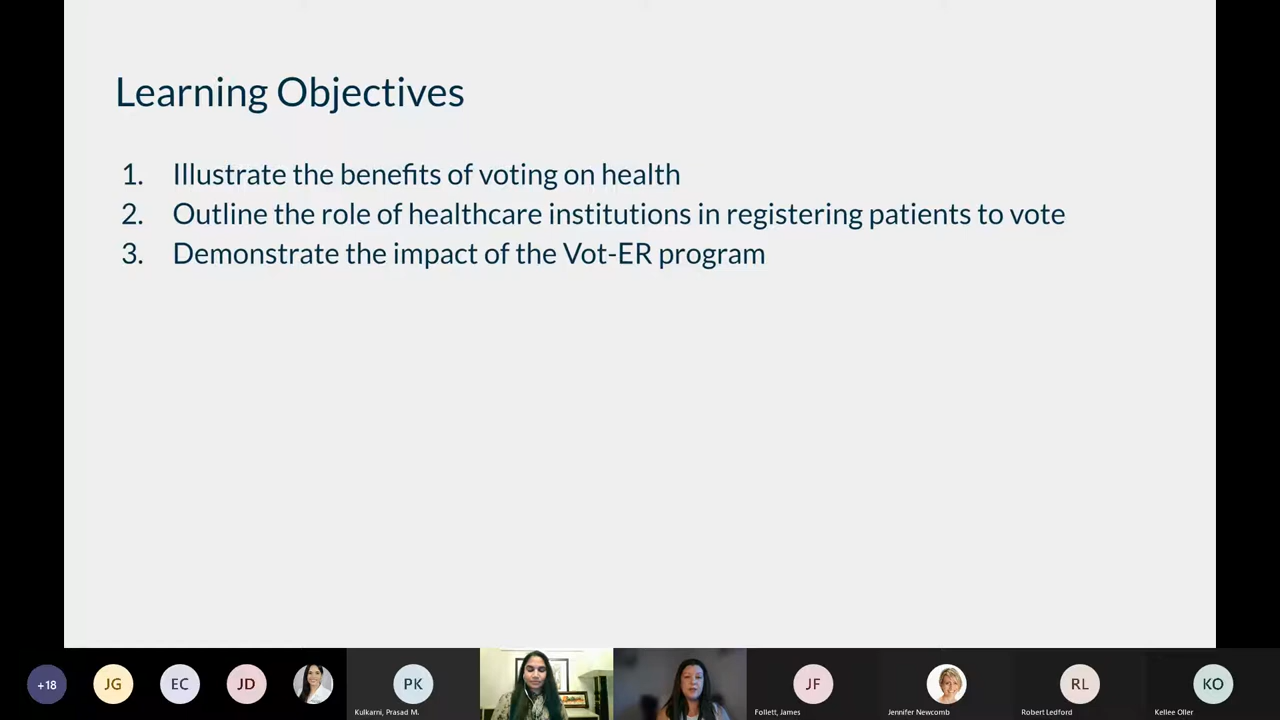 Learning Objectives
1. Illustrate the benefits of voting on health
2. Outline the role of healthcare institutions in registering patients to vote
3. Demonstrate the impact of the Vot-ER program
+18
JG
EC
JD
PK
JF
RL
KO
Kulkarni, Prasad M.
Follett, James
Jennifer Newcomb
Robert Ledford
Kellee Oller